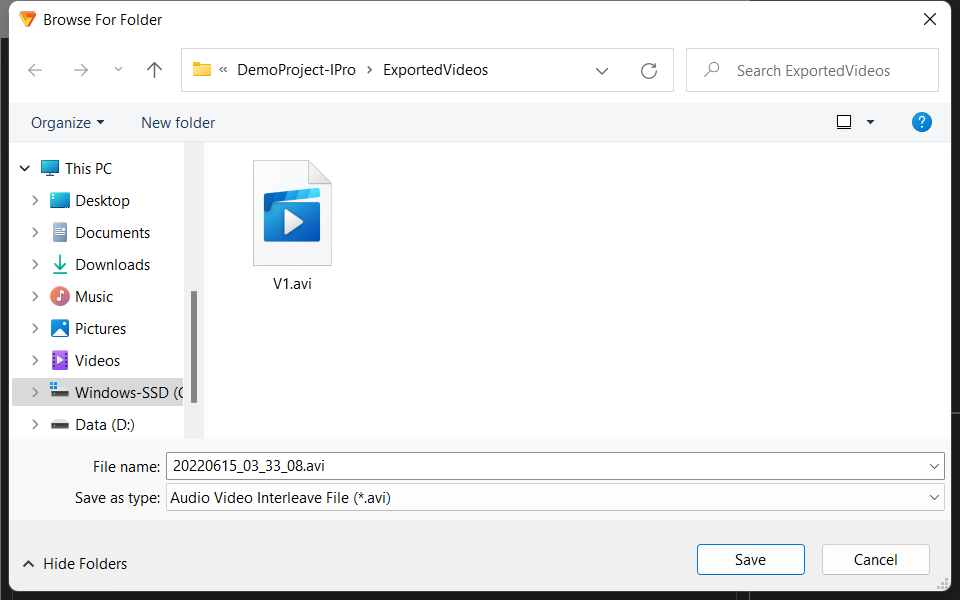 Browse For Folder
« DemoProject-IPro > ExportedVideos
Search ExportedVideos
Organize
New folder
?
This PC
Desktop
Documents
Downloads
Music
Pictures
Videos
Windows-SSD (C
Data (D:)
V1.avi
File name: 20220615_03_33_08.avi
Save as type: Audio Video Interleave File (*.avi)
Hide Folders
Save
Cancel